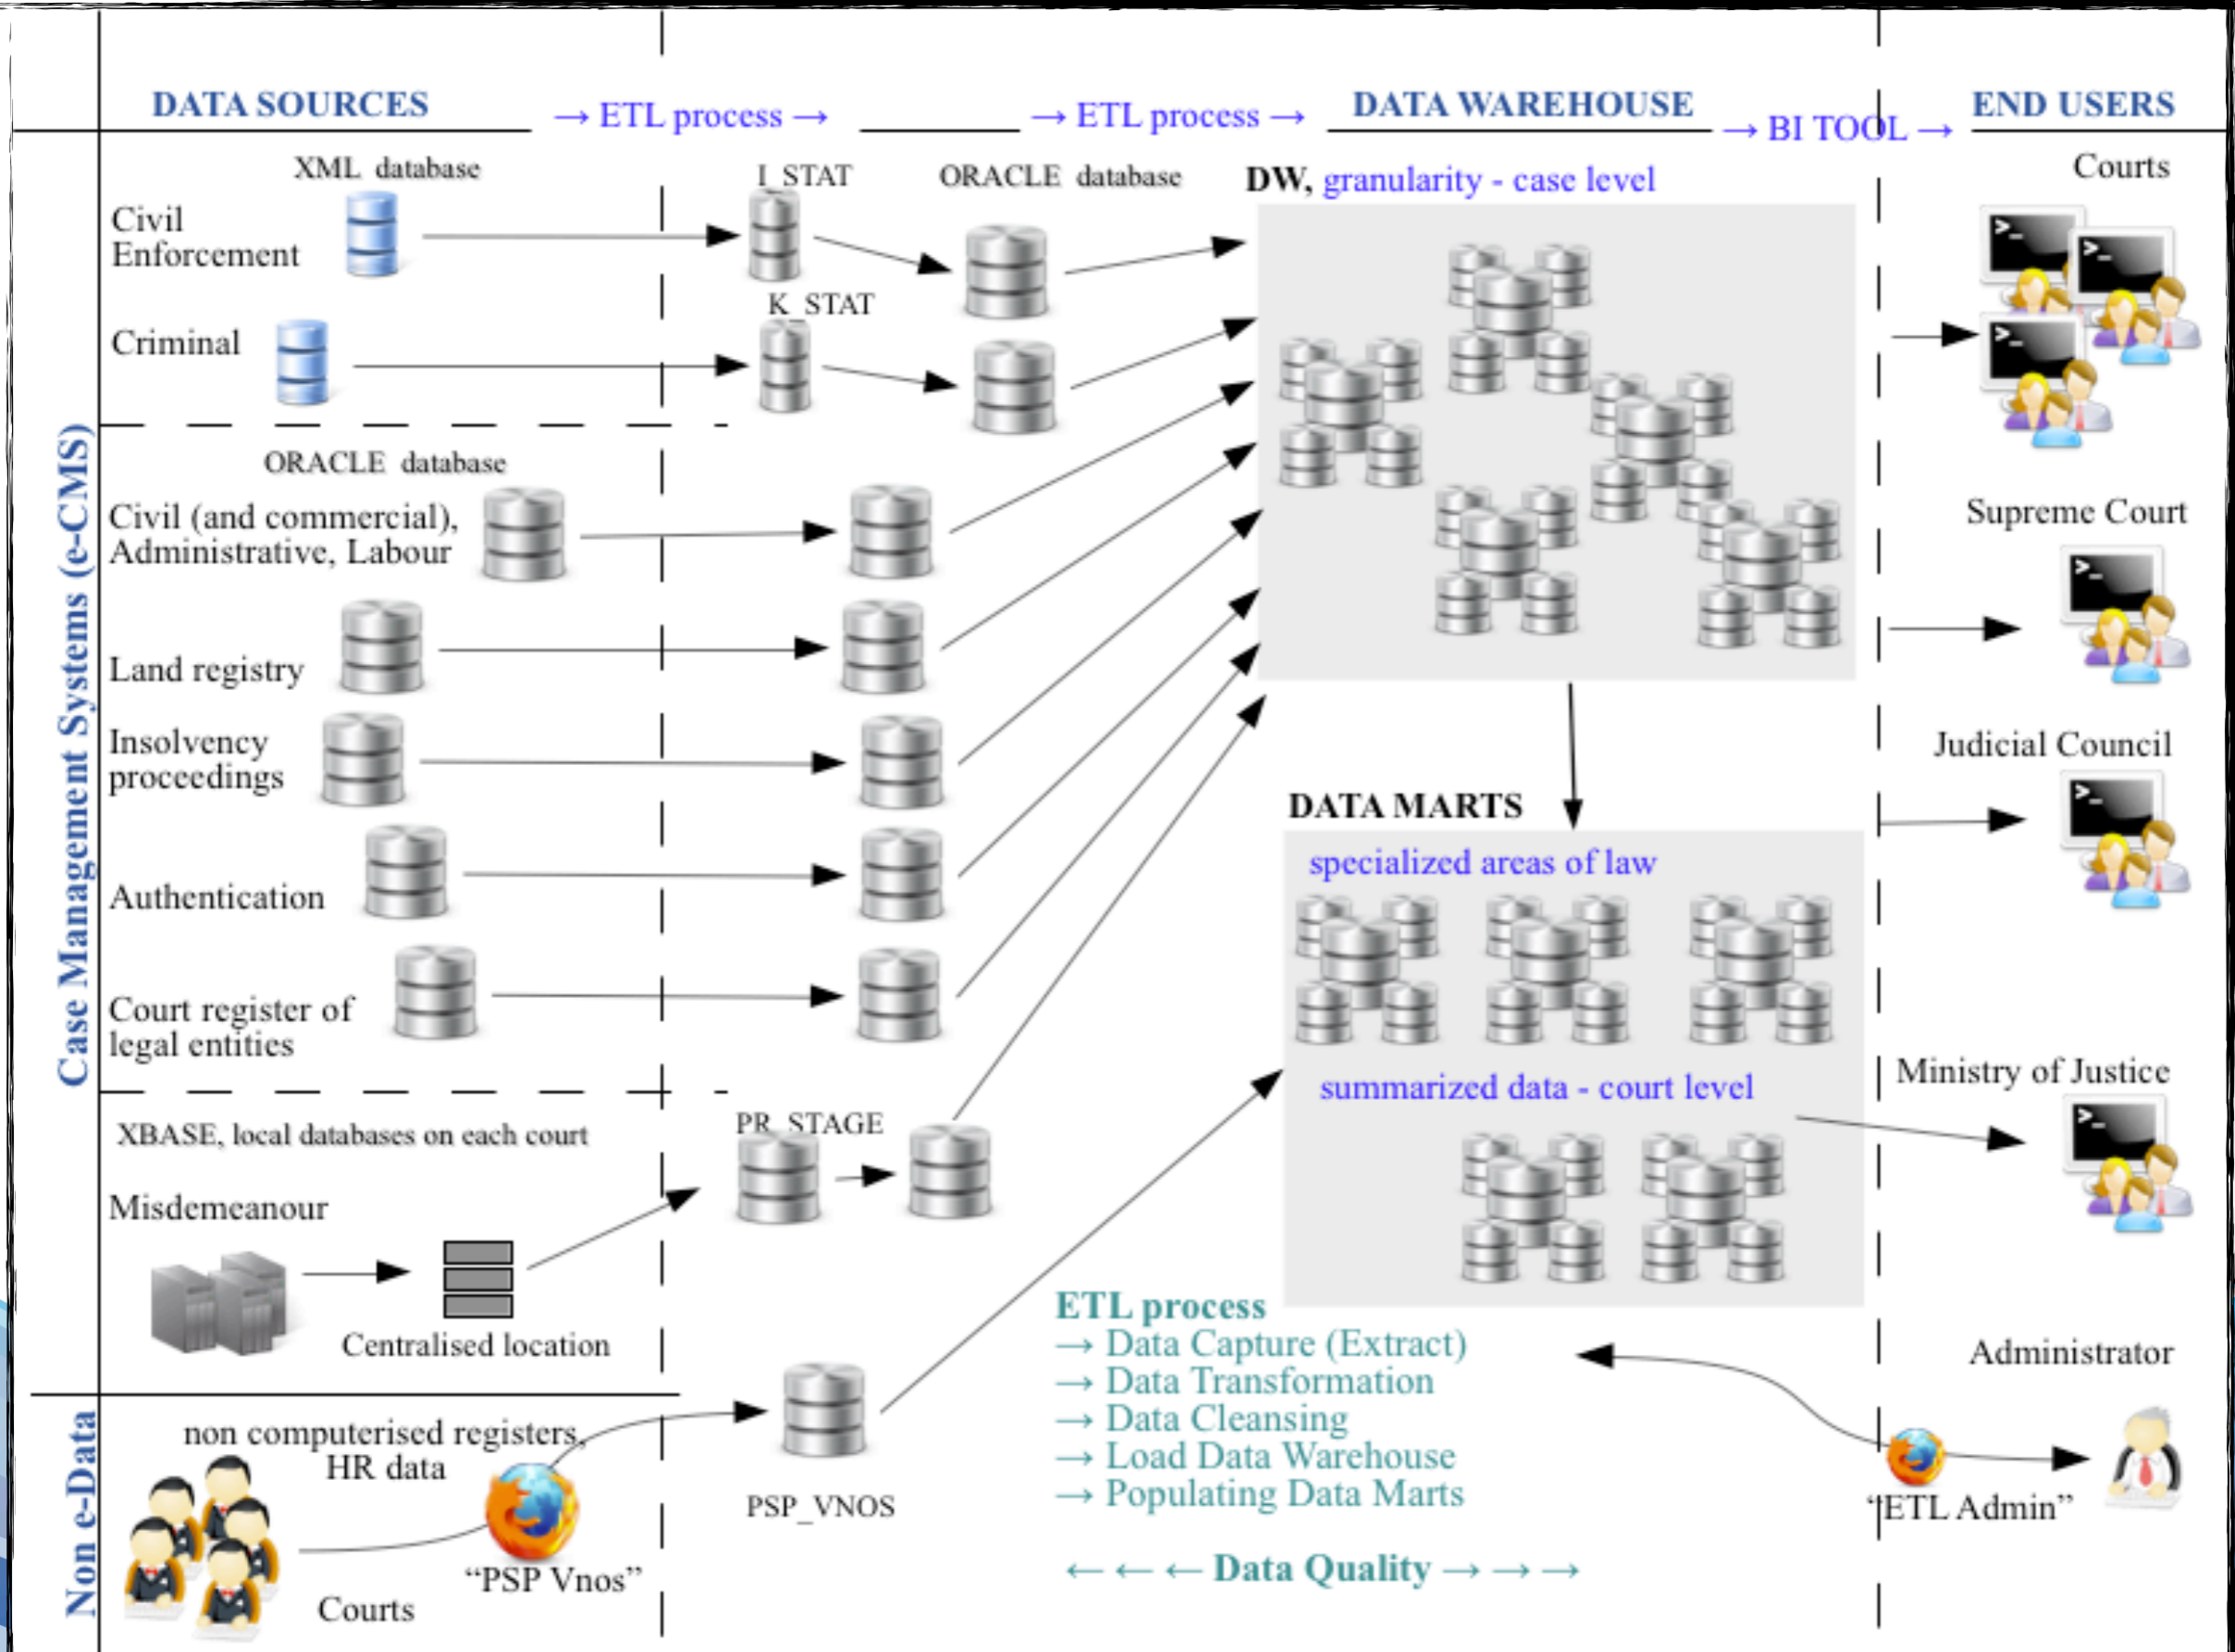 DATA SOURCES
→ ETL process →
→ ETL process →
DATA WAREHOUSE
→ BI TOOL →
END USERS
Case Management Systems (e-CMS)
XML database
Civil
Enforcement
Criminal
I_STAT
K_STAT
ORACLE database
DW, granularity - case level
Courts
ORACLE database
Civil (and commercial),
Administrative, Labour
Land registry
Insolvency
proceedings
Authentication
Court register of
legal entities
Supreme Court
Judicial Council
DATA MARTS
specialized areas of law
summarized data - court level
Ministry of Justice
XBASE, local databases on each court
Misdemeanour
Centralised location
PR_STAGE
Non e-Data
non computerised registers,
HR data
Courts
“PSP Vnos”
PSP_VNOS
ETL process
→ Data Capture (Extract)
→ Data Transformation
→ Data Cleansing
→ Load Data Warehouse
→ Populating Data Marts
← ← ← Data Quality → → →
Administrator
“ETL Admin”